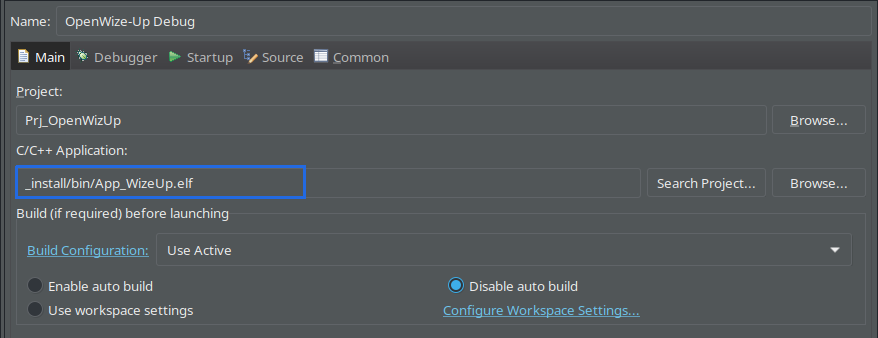 Name: OpenWize-Up Debug
Main Debugger Startup Source Common
Project:
Prj_OpenWizUp Browse...
C/C++ Application:
_install/bin/App_WizeUp.elf Search Project... Browse...
Build (if required) before launching
Build Configuration: Use Active
Enable auto build Disable auto build
Use workspace settings Configure Workspace Settings...